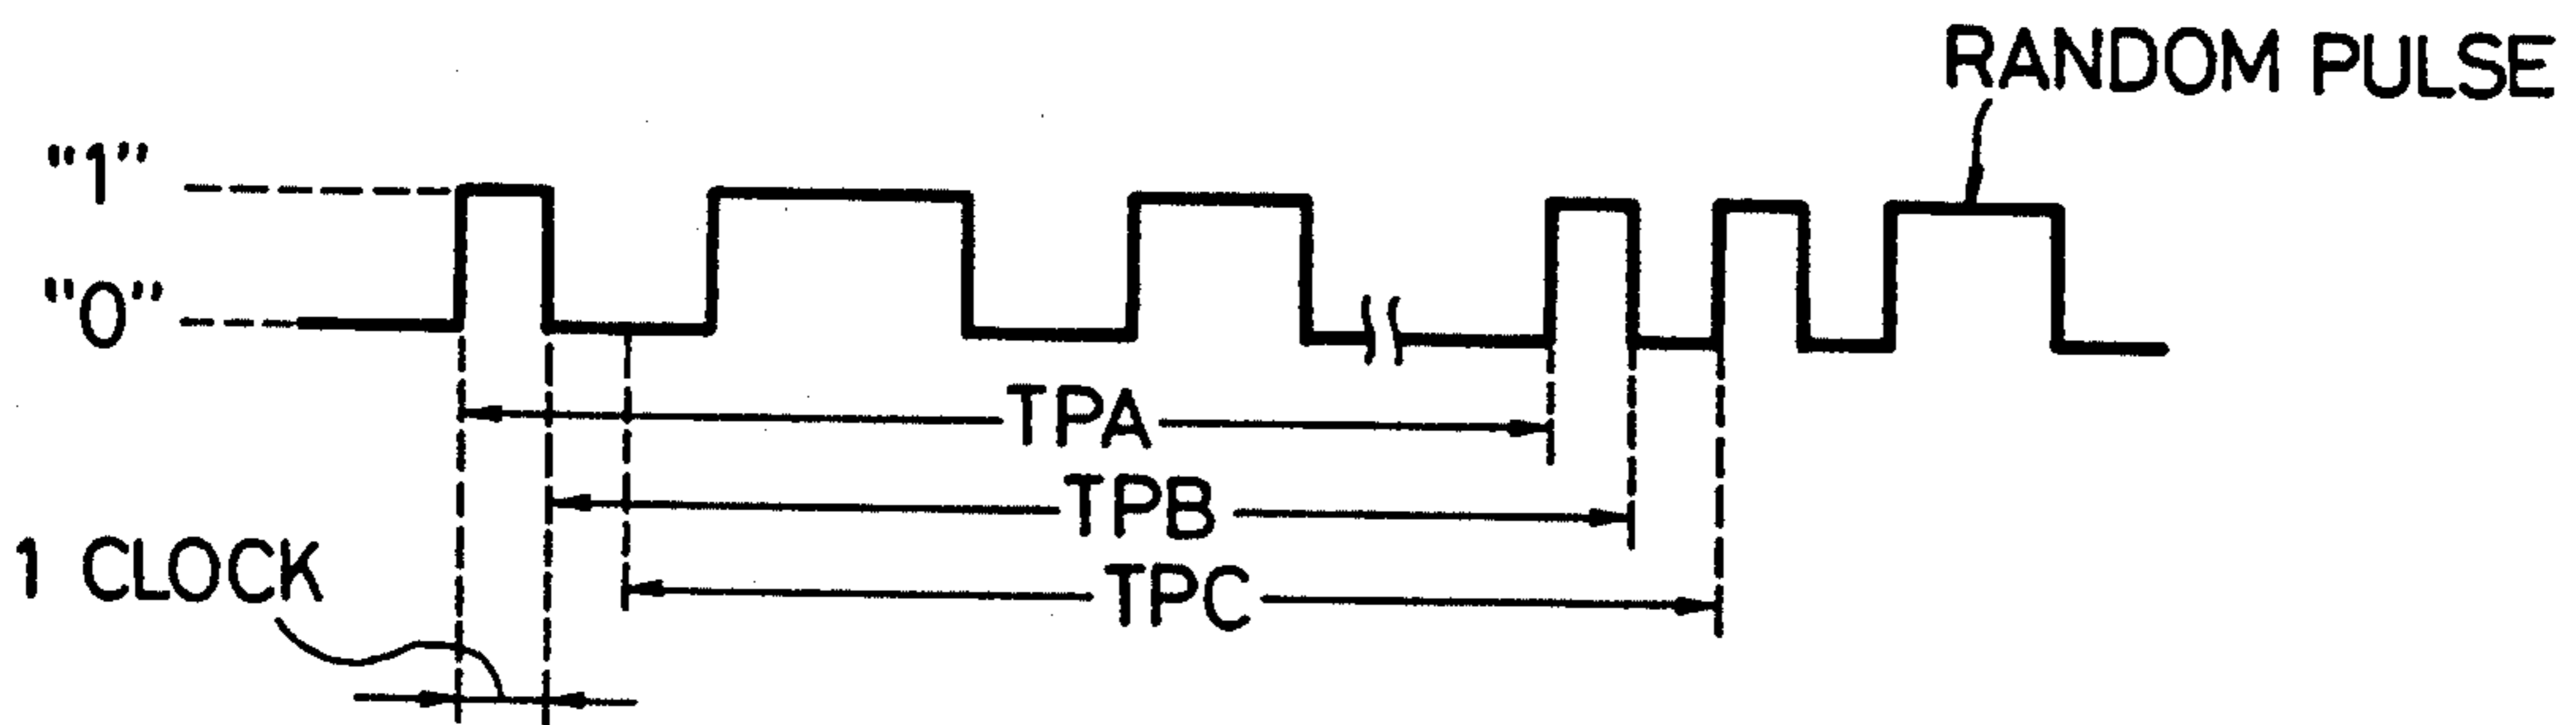 RANDOM PULSE
"1"
"0"
TPA
TPB
TPC
1 CLOCK